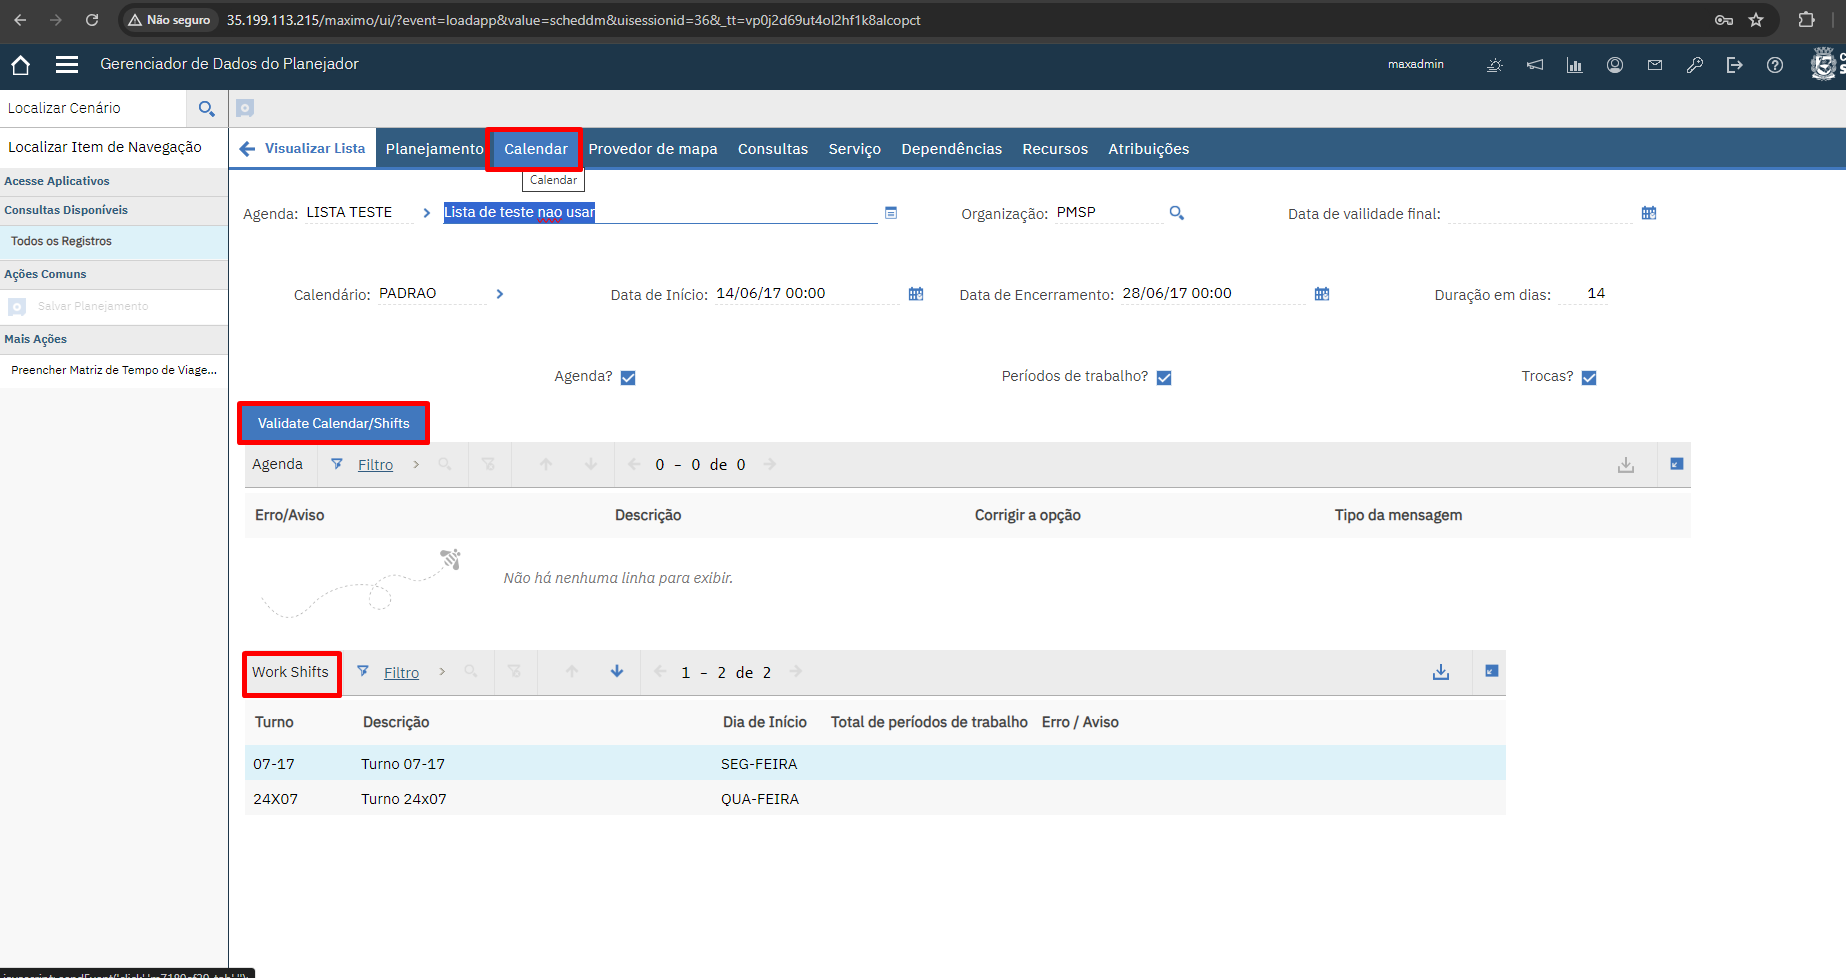 Não seguro 35.199.113.215/maximo/ui/?event=loadapp&value=scheddm&uisessionid=36&_tt=vp0j2d69ut4ol2hf1k8alcopct
Gerenciador de Dados do Planejador
maxadmin
Localizar Cenário
Localizar Item de Navegação
Acesse Aplicativos
Consultas Disponíveis
Todos os Registros
Ações Comuns
Salvar Planejamento
Mais Ações
Preencher Matriz de Tempo de Viage...
Visualizar Lista Planejamento Calendar Provedor de mapa Consultas Serviço Dependências Recursos Atribuições
Calendar
Agenda: LISTA TESTE Lista de teste nao usar Organização: PMSP Data de vailidade final:
Calendário: PADRAO Data de Início: 14/06/17 00:00 Data de Encerramento: 28/06/17 00:00 Duração em dias: 14
Agenda? Períodos de trabalho? Trocas?
Validate Calendar/Shifts
Agenda Filtro 0 - 0 de 0
Erro/Aviso Descrição Corrigir a opção Tipo da mensagem
Não há nenhuma linha para exibir.
Work Shifts Filtro 1 - 2 de 2
Turno Descrição Dia de Início Total de períodos de trabalho Erro / Aviso
07-17 Turno 07-17 SEG-FEIRA
24X07 Turno 24x07 QUA-FEIRA